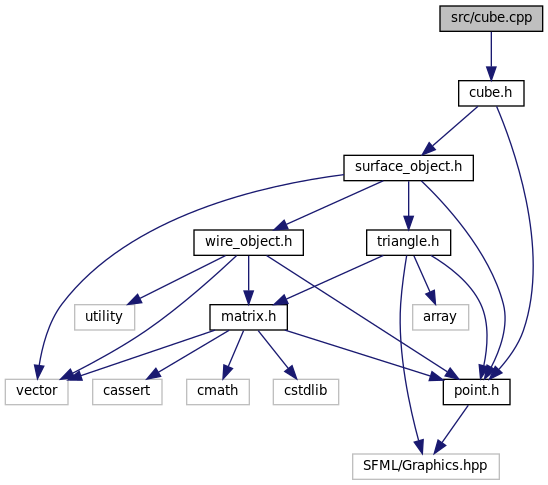 src/cube.cpp
cube.h
surface_object.h
wire_object.h
triangle.h
utility
matrix.h
array
vector
cassert
cmath
cstdlib
point.h
SFML/Graphics.hpp